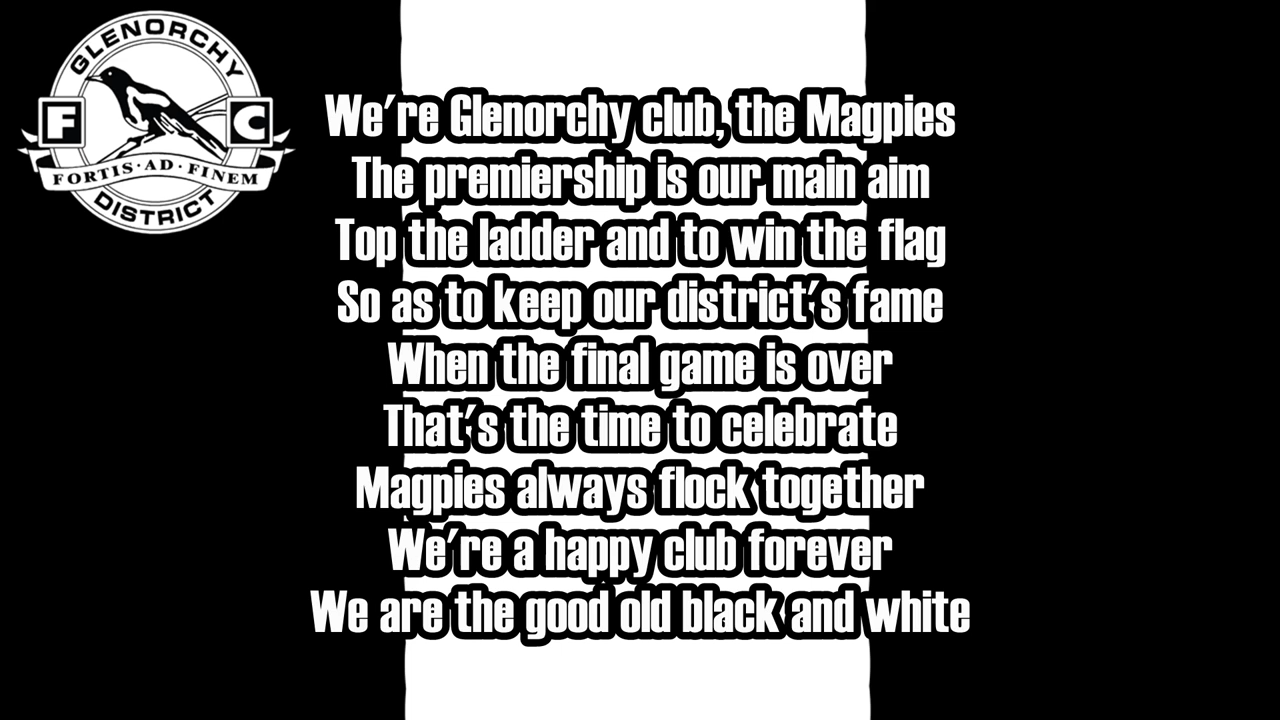 GLENORCHY
F C
FORTIS·AD·FINEM
DISTRICT
We're Glenorchy club, the Magpies
The premiership is our main aim
Top the ladder and to win the flag
So as to keep our district's fame
When the final game is over
That's the time to celebrate
Magpies always flock together
We're a happy club forever
We are the good old black and white